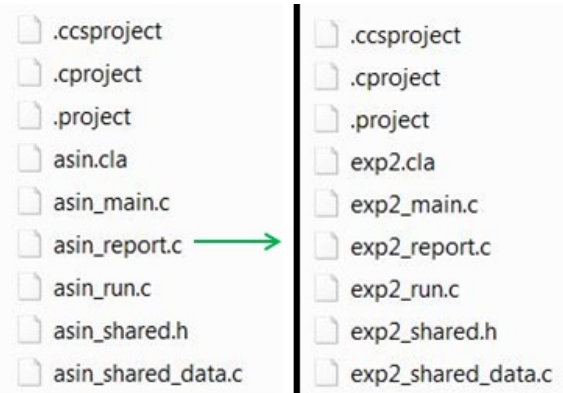 .ccsproject
.cproject
.project
asin.cla
asin_main.c
asin_report.c
asin_run.c
asin_shared.h
asin_shared_data.c
.ccsproject
.cproject
.project
exp2.cla
exp2_main.c
exp2_report.c
exp2_run.c
exp2_shared.h
exp2_shared_data.c